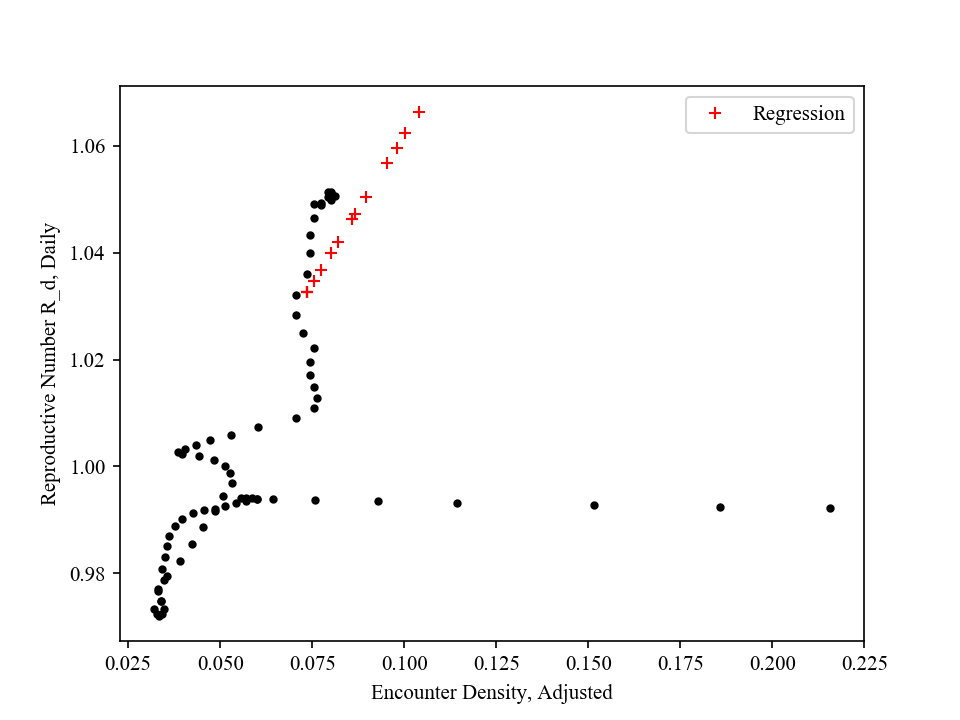 Regression
1.06
1.04
1.02
1.00
0.98
Reproductive Number R_d, Daily
0.025 0.050 0.075 0.100 0.125 0.150 0.175 0.200 0.225
Encounter Density, Adjusted